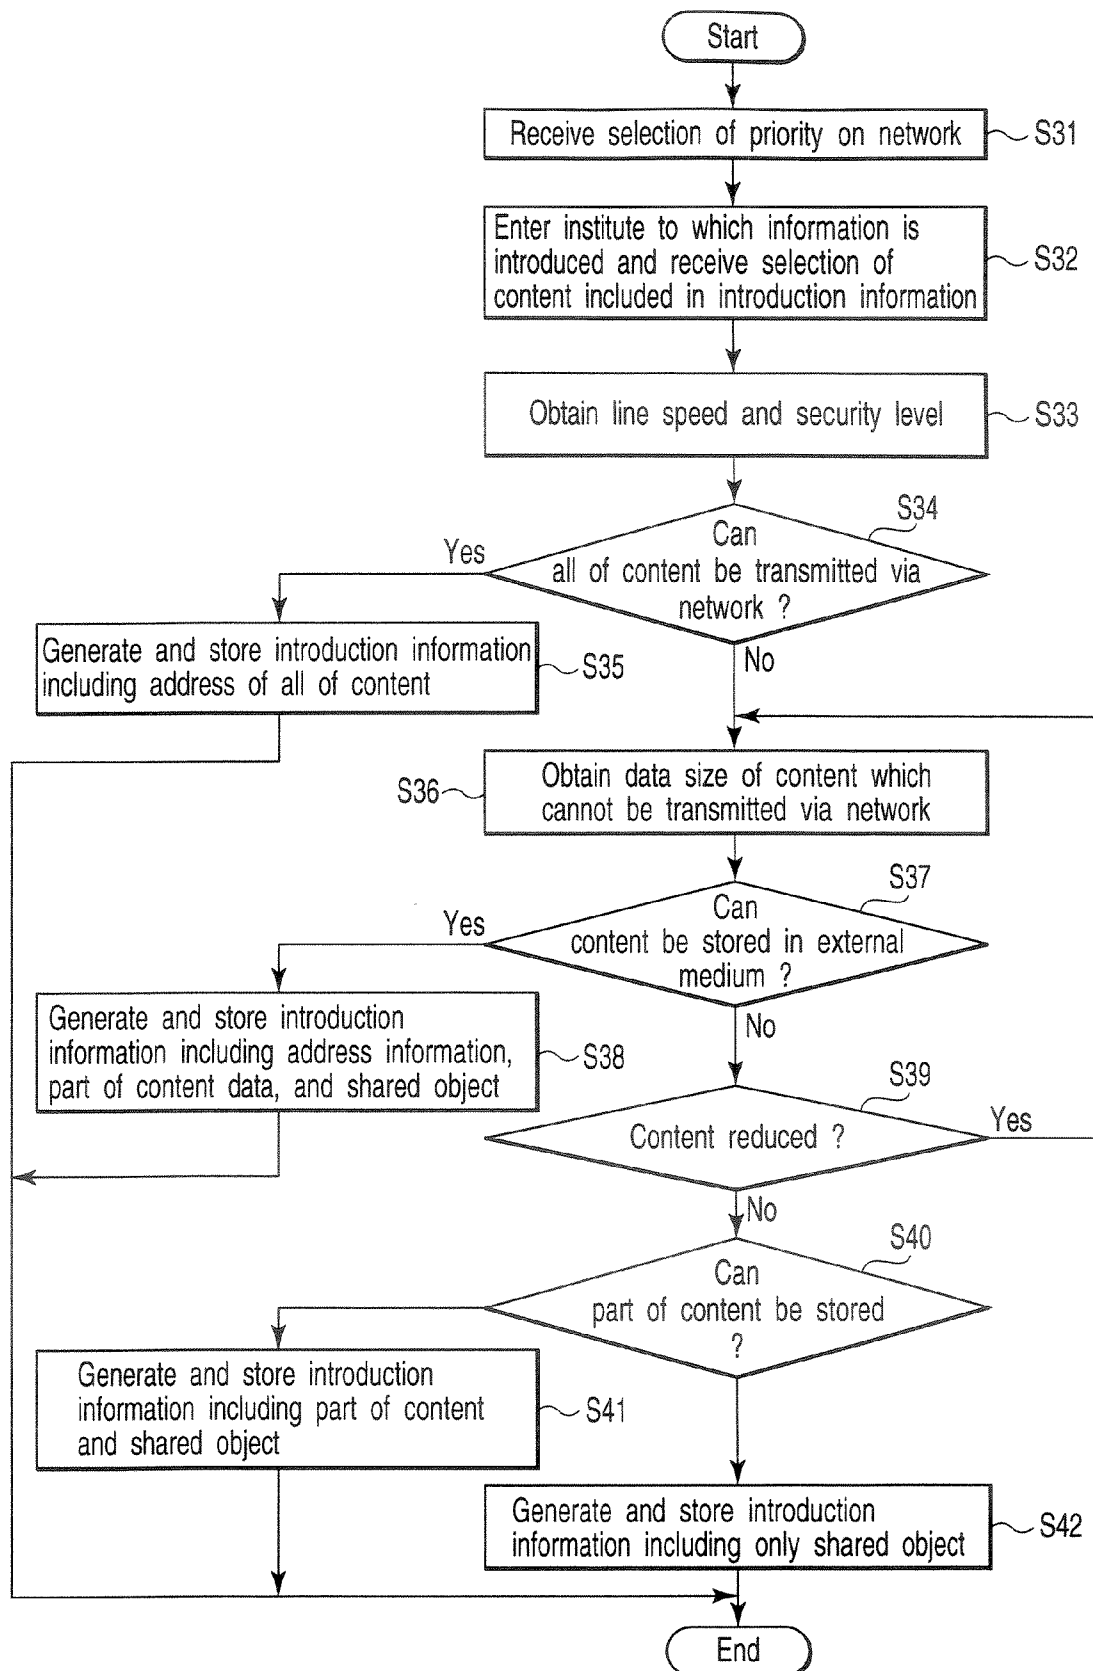 Start
Receive selection of priority on network
S31
Enter institute to which information is
introduced and receive selection of
content included in introduction information
S32
Obtain line speed and security level
S33
S34
Can
all of content be transmitted via
network ?
Yes
No
Generate and store introduction information
including address of all of content
S35
S36
Obtain data size of content which
cannot be transmitted via network
S37
Can
content be stored in external
medium ?
Yes
No
Generate and store introduction
information including address information,
part of content data, and shared object
S38
S39
Content reduced ?
Yes
No
S40
Can
part of content be stored
?
Generate and store introduction
information including part of content
and shared object
S41
Generate and store introduction
information including only shared object
S42
End